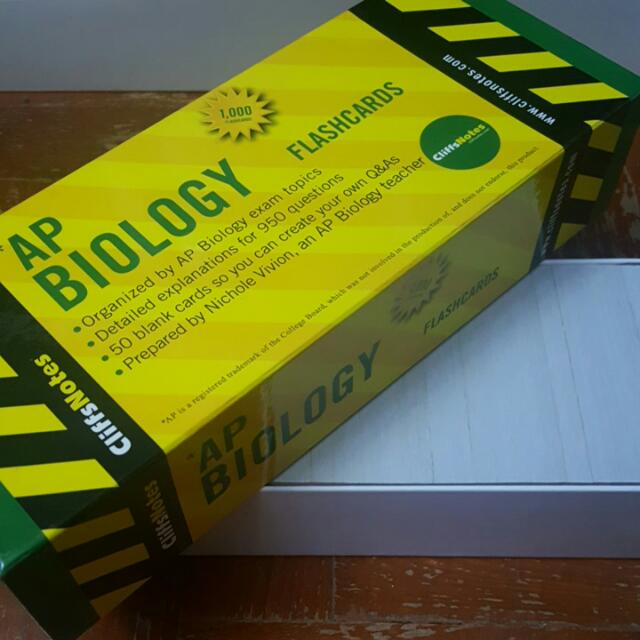 CliffsNotes
*AP
BIOLOGY
FLASHCARDS
1,000
FLASHCARDS
• Organized by AP Biology exam topics
• Detailed explanations for 950 questions
• 50 blank cards so you can create your own Q&As
• Prepared by Nichole Vivion, an AP Biology teacher
*AP is a registered trademark of the College Board, which was not involved in the production of, and does not endorse, this product.
CliffsNotes
www.cliffsnotes.com
CliffsNotes
*AP
BIOLOGY
FLASHCARDS
1,000